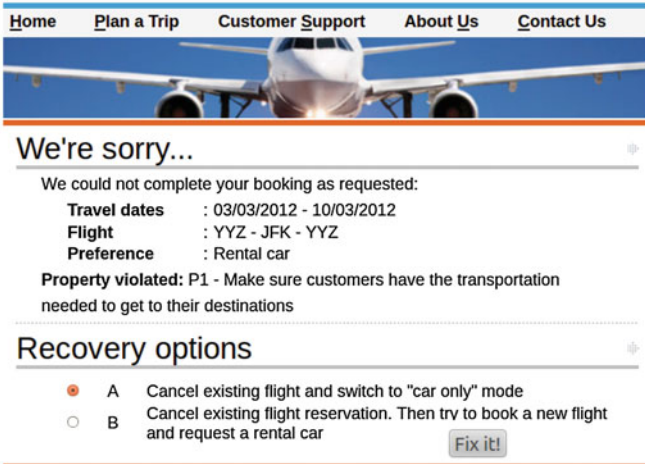 Home Plan a Trip Customer Support About Us Contact Us
We're sorry...
We could not complete your booking as requested:
Travel dates : 03/03/2012 - 10/03/2012
Flight : YYZ - JFK - YYZ
Preference : Rental car
Property violated: P1 - Make sure customers have the transportation
needed to get to their destinations
Recovery options
A Cancel existing flight and switch to "car only" mode
B Cancel existing flight reservation. Then try to book a new flight
and request a rental car
Fix it!